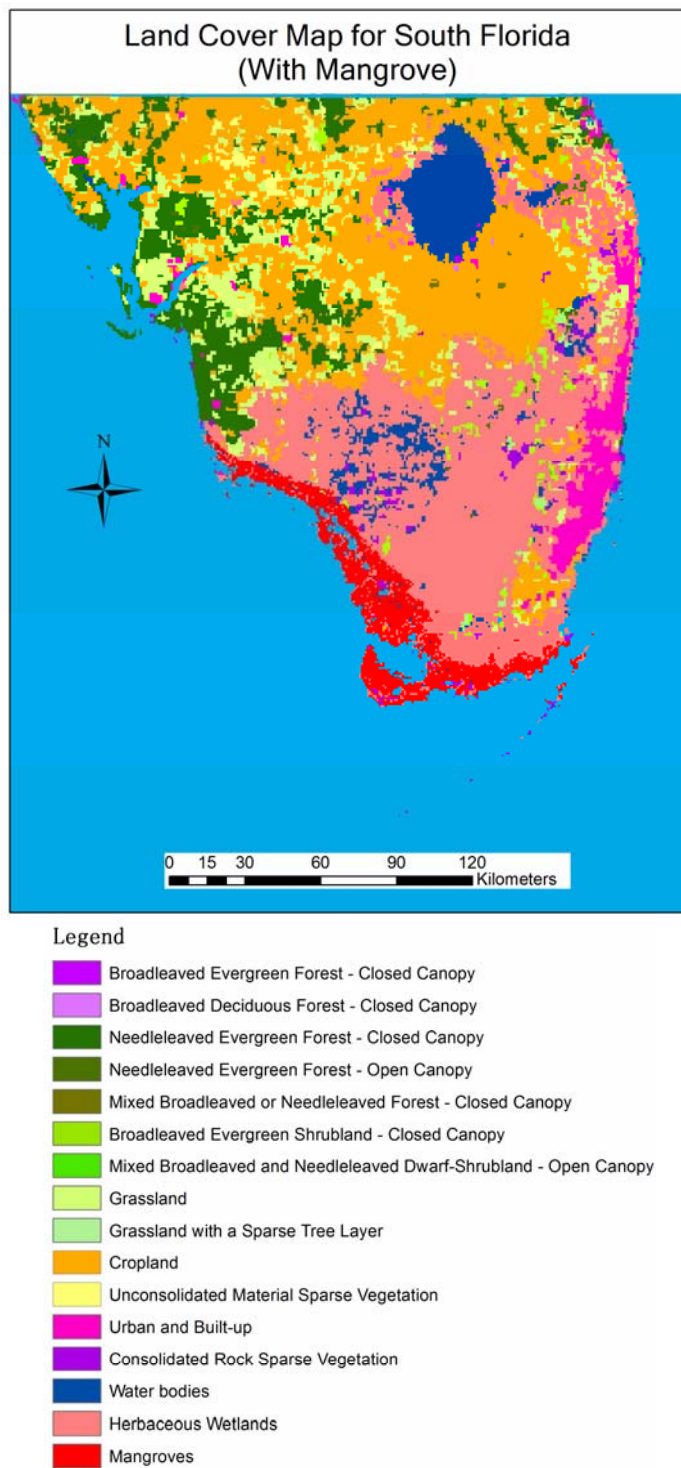 Land Cover Map for South Florida
(With Mangrove)
N
0 15 30 60 90 120
Kilometers
Legend
Broadleaved Evergreen Forest - Closed Canopy
Broadleaved Deciduous Forest - Closed Canopy
Needleleaved Evergreen Forest - Closed Canopy
Needleleaved Evergreen Forest - Open Canopy
Mixed Broadleaved or Needleleaved Forest - Closed Canopy
Broadleaved Evergreen Shrubland - Closed Canopy
Mixed Broadleaved and Needleleaved Dwarf-Shrubland - Open Canopy
Grassland
Grassland with a Sparse Tree Layer
Cropland
Unconsolidated Material Sparse Vegetation
Urban and Built-up
Consolidated Rock Sparse Vegetation
Water bodies
Herbaceous Wetlands
Mangroves